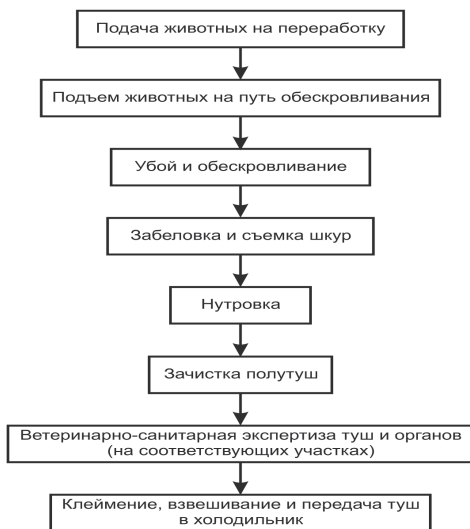 Подача животных на переработку
Подъем животных на путь обескровливания
Убой и обескровливание
Забеловка и съемка шкур
Нутровка
Зачистка полутуш
Ветеринарно-санитарная экспертиза туш и органов
(на соответствующих участках)
Клеймение, взвешивание и передача туш
в холодильник